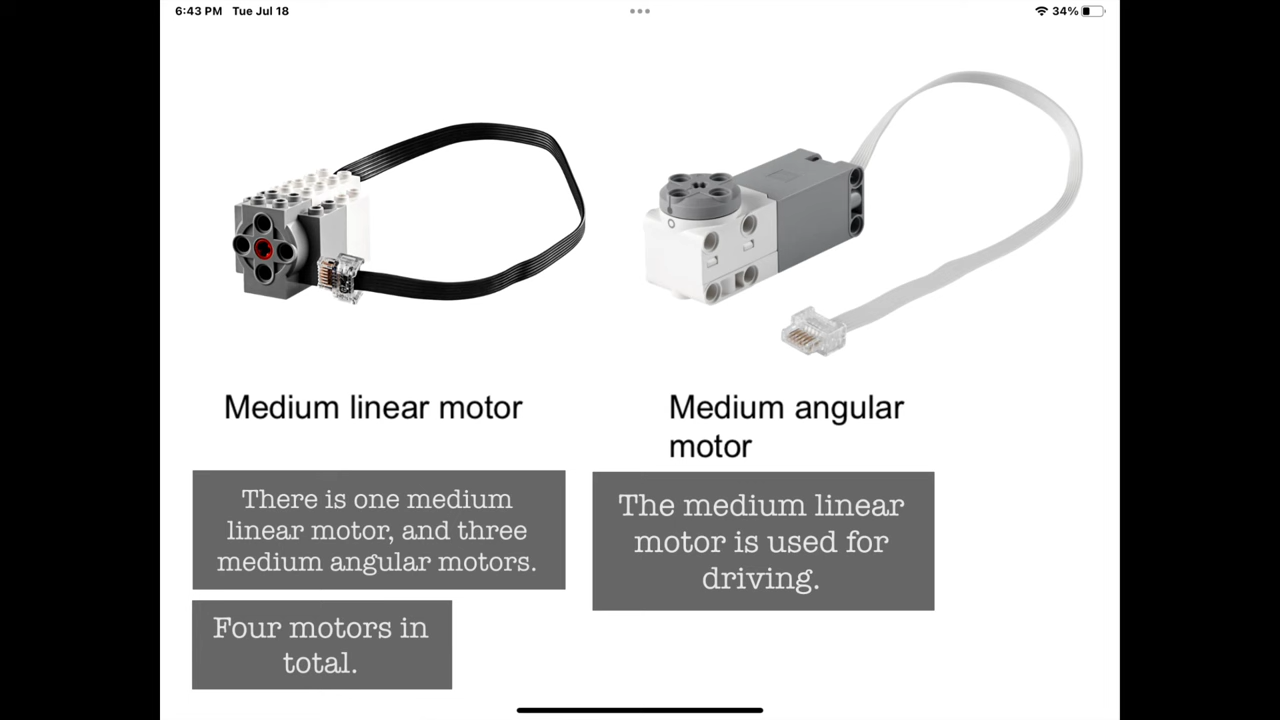 6:43 PM Tue Jul 18
34%
Medium linear motor
Medium angular
motor
There is one medium
linear motor, and three
medium angular motors.
The medium linear
motor is used for
driving.
Four motors in
total.